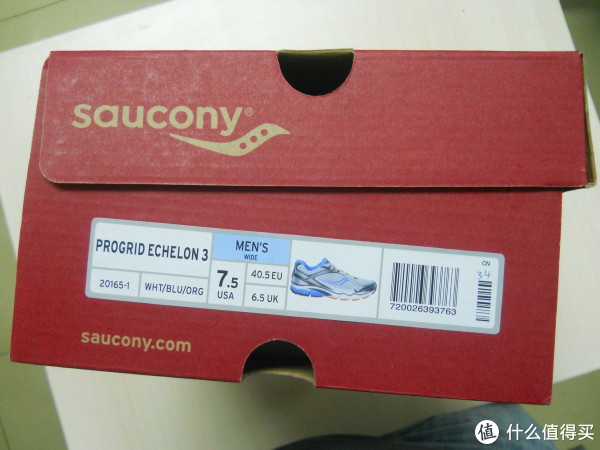 saucony®
PROGRID ECHELON 3
20165-1
WHT/BLU/ORG
MEN'S
WIDE
7.5
USA
40.5 EU
6.5 UK
720026393763
CN
34
saucony.com
值 什么值得买